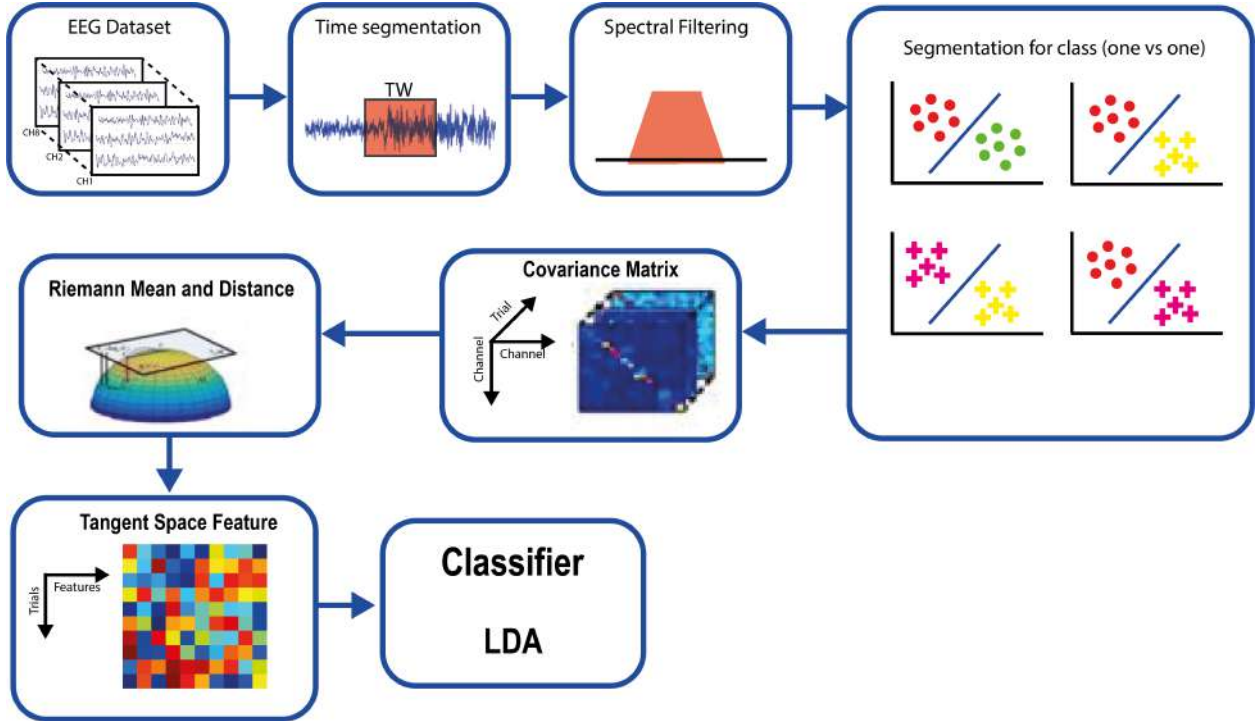 EEG Dataset
CH8
CH2
CH1
Time segmentation
TW
Spectral Filtering
Segmentation for class (one vs one)
Covariance Matrix
Trial
Channel
Channel
Riemann Mean and Distance
Tangent Space Feature
Features
Trials
Classifier
LDA